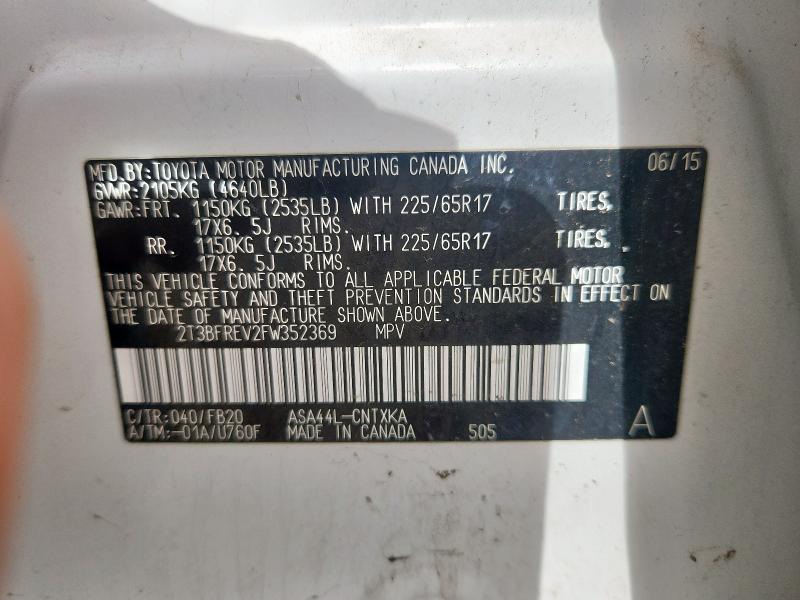 MFD. BY: TOYOTA MOTOR MANUFACTURING CANADA INC. 06/15
GVWR: 2105KG (4640LB)
GAWR: FRT. 1150KG (2535LB) WITH 225/65R17 TIRES,
17X6. 5J RIMS.
RR. 1150KG (2535LB) WITH 225/65R17 TIRES,
17X6. 5J RIMS.
THIS VEHICLE CONFORMS TO ALL APPLICABLE FEDERAL MOTOR
VEHICLE SAFETY AND THEFT PREVENTION STANDARDS IN EFFECT ON
THE DATE OF MANUFACTURE SHOWN ABOVE.
2T3BFREV2FW352369 MPV
C/TR: 040/FB20 ASA44L-CNTXKA
A/TM:-01A/U760F MADE IN CANADA 505 A